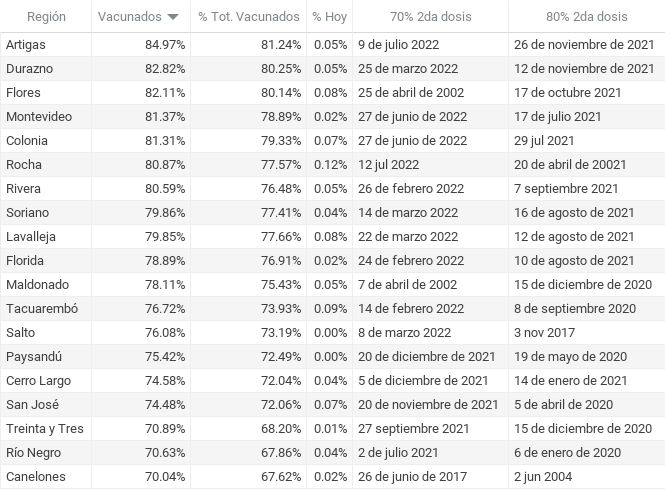 Región Vacunados % Tot. Vacunados % Hoy 70% 2da dosis 80% 2da dosis
Artigas 84.97% 81.24% 0.05% 9 de julio 2022 26 de noviembre de 2021
Durazno 82.82% 80.25% 0.05% 25 de marzo 2022 12 de noviembre de 2021
Flores 82.11% 80.14% 0.08% 25 de abril de 2002 17 de octubre 2021
Montevideo 81.37% 78.89% 0.02% 27 de junio de 2022 17 de julio 2021
Colonia 81.31% 79.33% 0.07% 27 de junio de 2022 29 jul 2021
Rocha 80.87% 77.57% 0.12% 12 jul 2022 20 de abril de 20021
Rivera 80.59% 76.48% 0.05% 26 de febrero 2022 7 septiembre 2021
Soriano 79.86% 77.41% 0.04% 14 de marzo 2022 16 de agosto de 2021
Lavalleja 79.85% 77.66% 0.08% 22 de marzo 2022 12 de agosto de 2021
Florida 78.89% 76.91% 0.02% 24 de febrero 2022 10 de agosto de 2021
Maldonado 78.11% 75.43% 0.05% 7 de abril de 2002 15 de diciembre de 2020
Tacuarembó 76.72% 73.93% 0.09% 14 de febrero 2022 8 de septiembre 2020
Salto 76.08% 73.19% 0.00% 8 de marzo 2022 3 nov 2017
Paysandú 75.42% 72.49% 0.00% 20 de diciembre de 2021 19 de mayo de 2020
Cerro Largo 74.58% 72.04% 0.04% 5 de diciembre de 2021 14 de enero de 2021
San José 74.48% 72.06% 0.07% 20 de noviembre de 2021 5 de abril de 2020
Treinta y Tres 70.89% 68.20% 0.01% 27 septiembre 2021 15 de diciembre de 2020
Río Negro 70.63% 67.86% 0.04% 2 de julio 2021 6 de enero de 2020
Canelones 70.04% 67.62% 0.02% 26 de junio de 2017 2 jun 2004